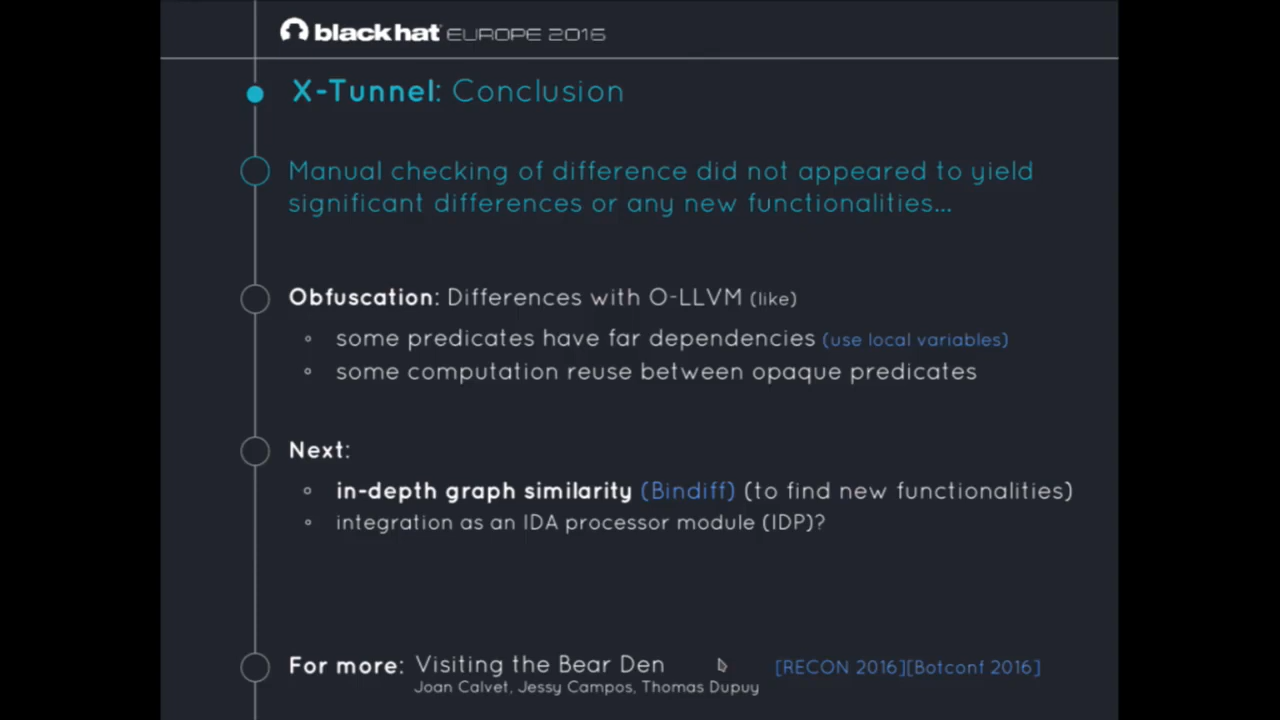 black hat EUROPE 2016
X-Tunnel: Conclusion
Manual checking of difference did not appeared to yield
significant differences or any new functionalities...
Obfuscation: Differences with O-LLVM (like)
some predicates have far dependencies (use local variables)
some computation reuse between opaque predicates
Next:
in-depth graph similarity (Bindiff) (to find new functionalities)
integration as an IDA processor module (IDP)?
For more: Visiting the Bear Den [RECON 2016][Botconf 2016]
Joan Calvet, Jessy Campos, Thomas Dupuy